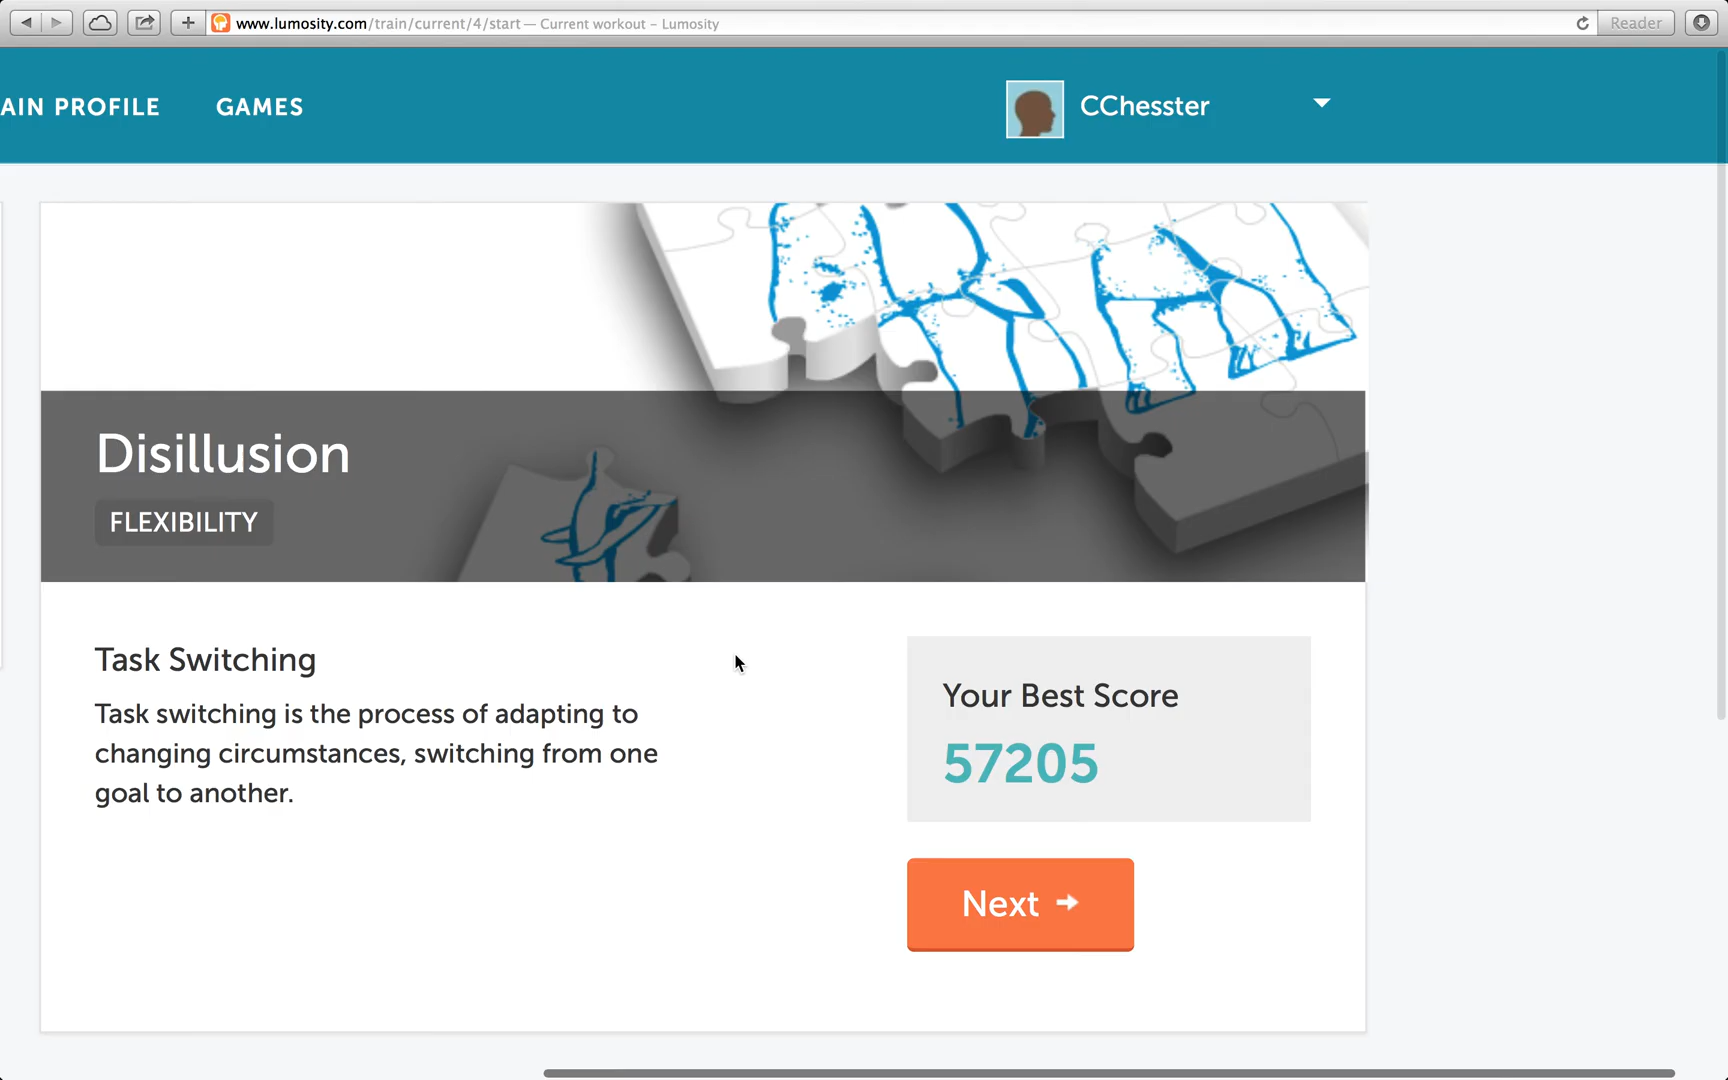 www.lumosity.com/train/current/4/start — Current workout – Lumosity
Reader
AIN PROFILE
GAMES
CChesster
Disillusion
FLEXIBILITY
Task Switching
Task switching is the process of adapting to
changing circumstances, switching from one
goal to another.
Your Best Score
57205
Next